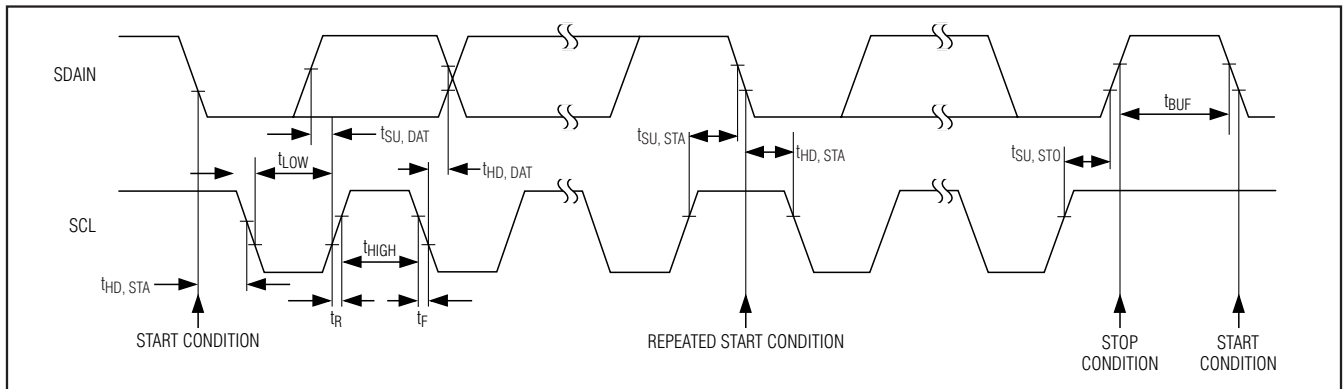 SDAIN
tSU, DAT
tLOW
tHD, DAT
tSU, STA
tHD, STA
tBUF
tSU, STO
SCL
tHIGH
tHD, STA
tR
tF
START CONDITION
REPEATED START CONDITION
STOP
CONDITION
START
CONDITION